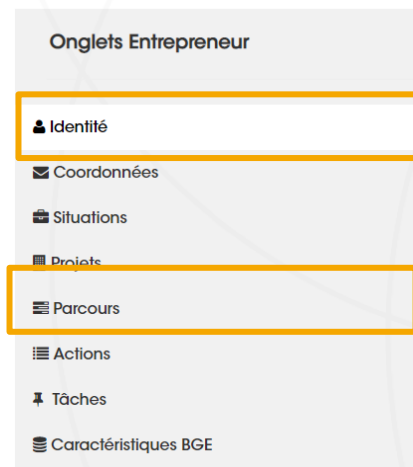 Onglets Entrepreneur
Identité
Coordonnées
Situations
Projets
Parcours
Actions
Tâches
Caractéristiques BGE